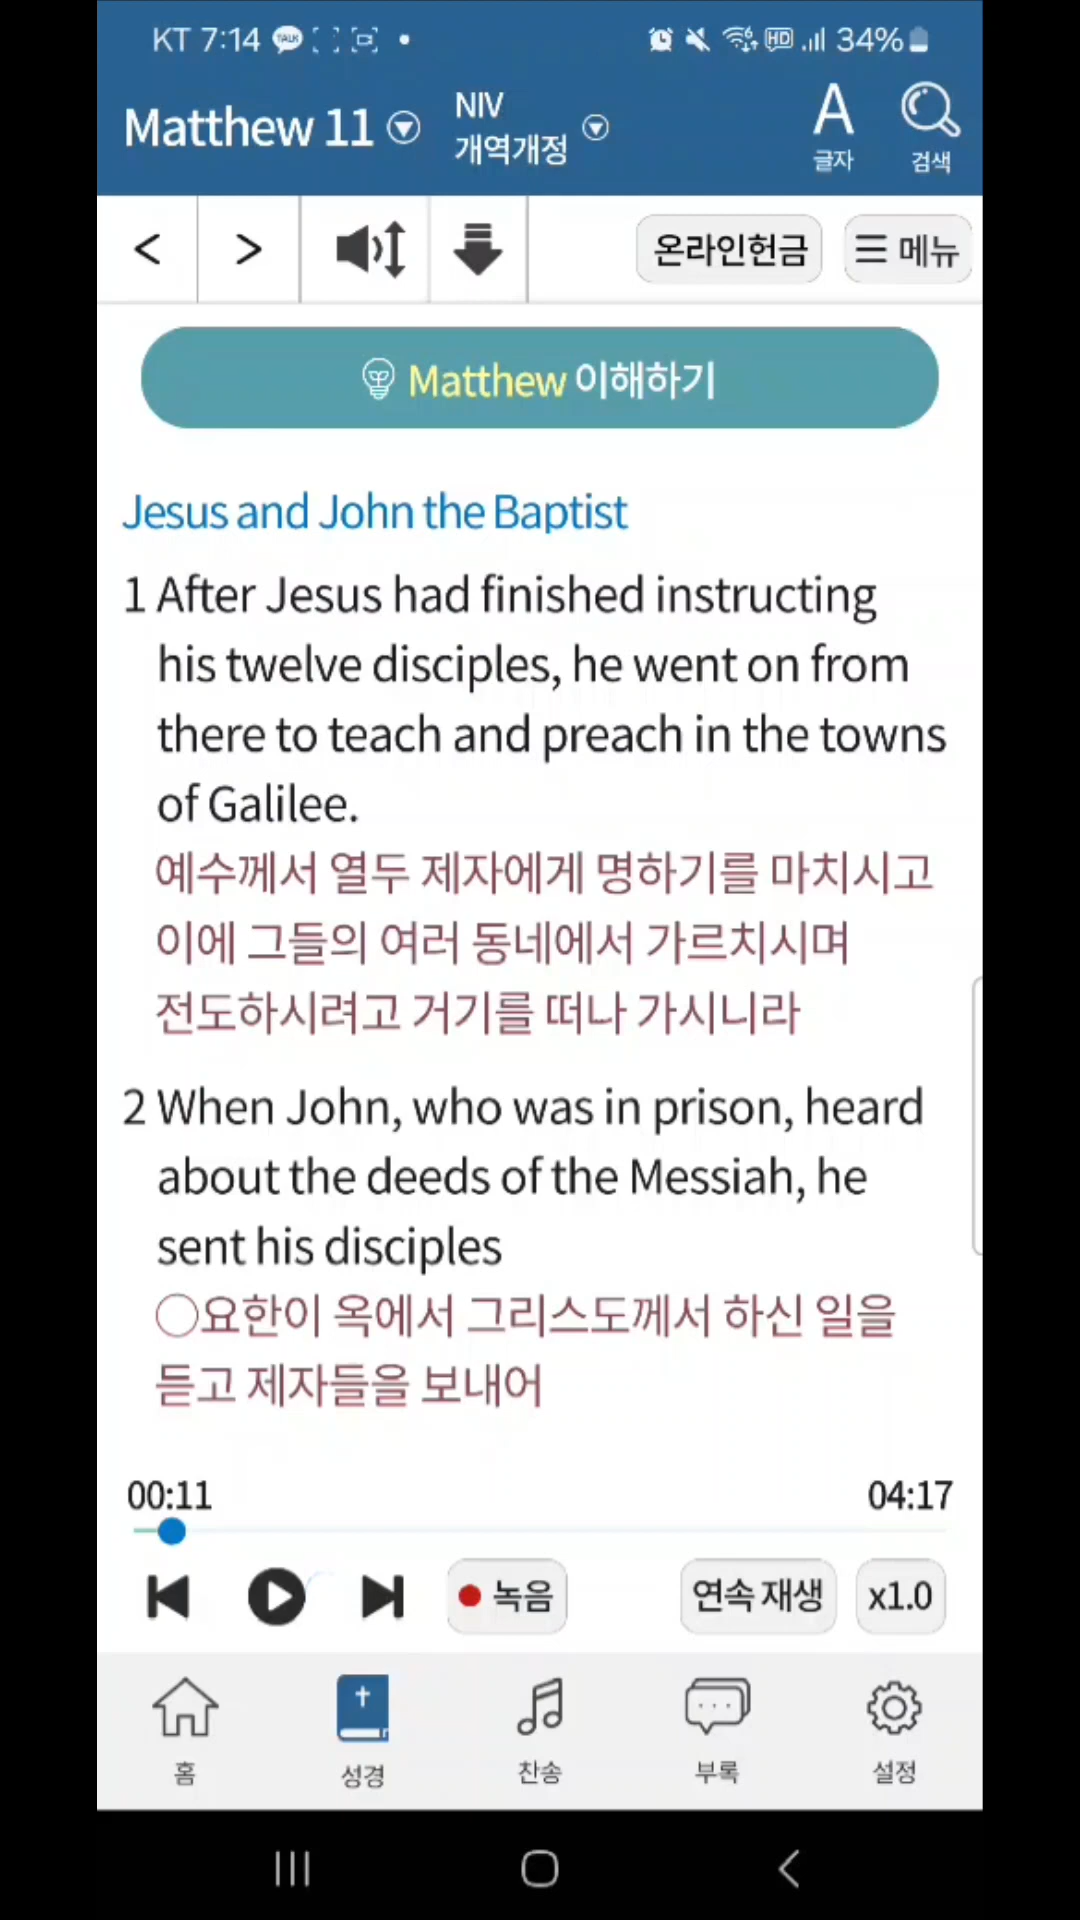 KT 7:14 TALK HD 34%
Matthew 11
NIV
개역개정
A
글자
검색
< >
온라인헌금
메뉴
Matthew 이해하기
Jesus and John the Baptist
1 After Jesus had finished instructing
his twelve disciples, he went on from
there to teach and preach in the towns
of Galilee.
예수께서 열두 제자에게 명하기를 마치시고
이에 그들의 여러 동네에서 가르치시며
전도하시려고 거기를 떠나 가시니라
2 When John, who was in prison, heard
about the deeds of the Messiah, he
sent his disciples
○요한이 옥에서 그리스도께서 하신 일을
듣고 제자들을 보내어
00:11 04:17
녹음 연속 재생 x1.0
홈 성경 찬송 부록 설정